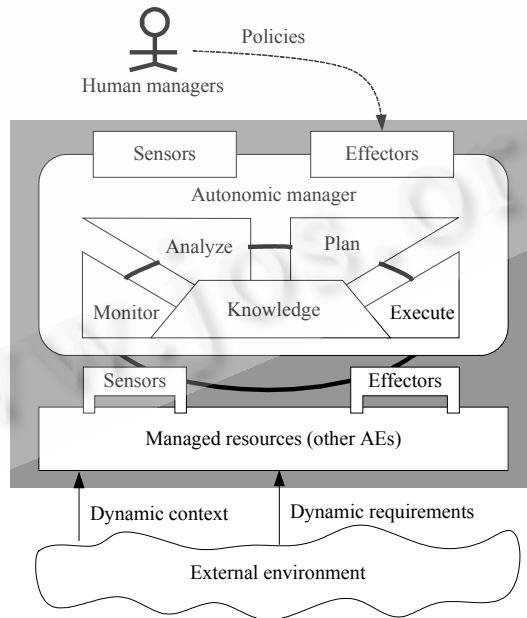 Policies
Human managers
Sensors
Effectors
Autonomic manager
Analyze
Plan
Monitor
Knowledge
Execute
Sensors
Effectors
Managed resources (other AEs)
Dynamic context
Dynamic requirements
External environment